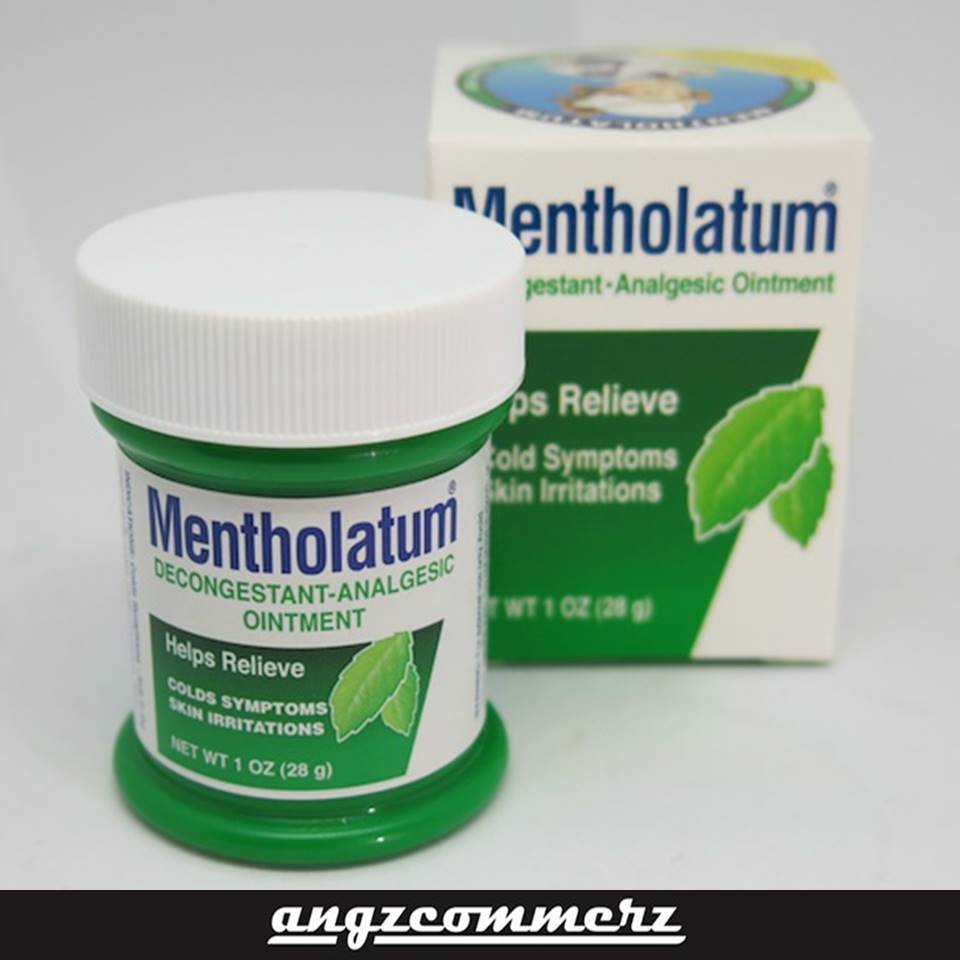 MENTHOLATUM
Mentholatum®
gestant•Analgesic Ointment
ps Relieve
Cold Symptoms
Skin Irritations
T WT 1 OZ (28 g)
Mentholatum®
DECONGESTANT-ANALGESIC
OINTMENT
Helps Relieve
COLDS SYMPTOMS
SKIN IRRITATIONS
NET WT 1 OZ (28 g)
angzcommerz